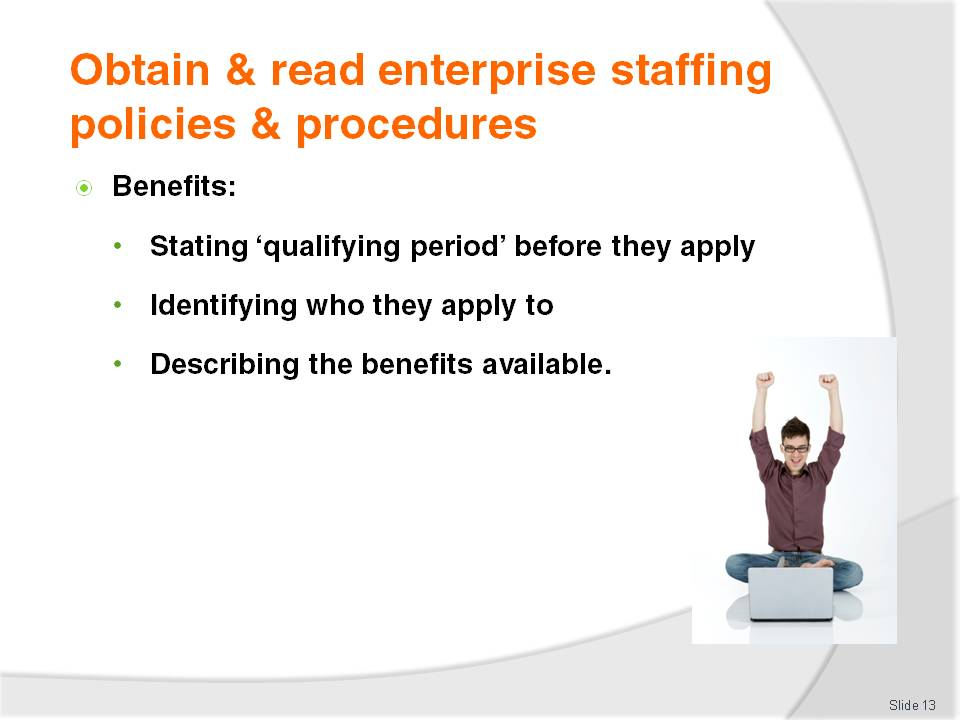 Obtain & read enterprise staffing
policies & procedures
Benefits:
• Stating ‘qualifying period’ before they apply
• Identifying who they apply to
• Describing the benefits available.
Slide 13